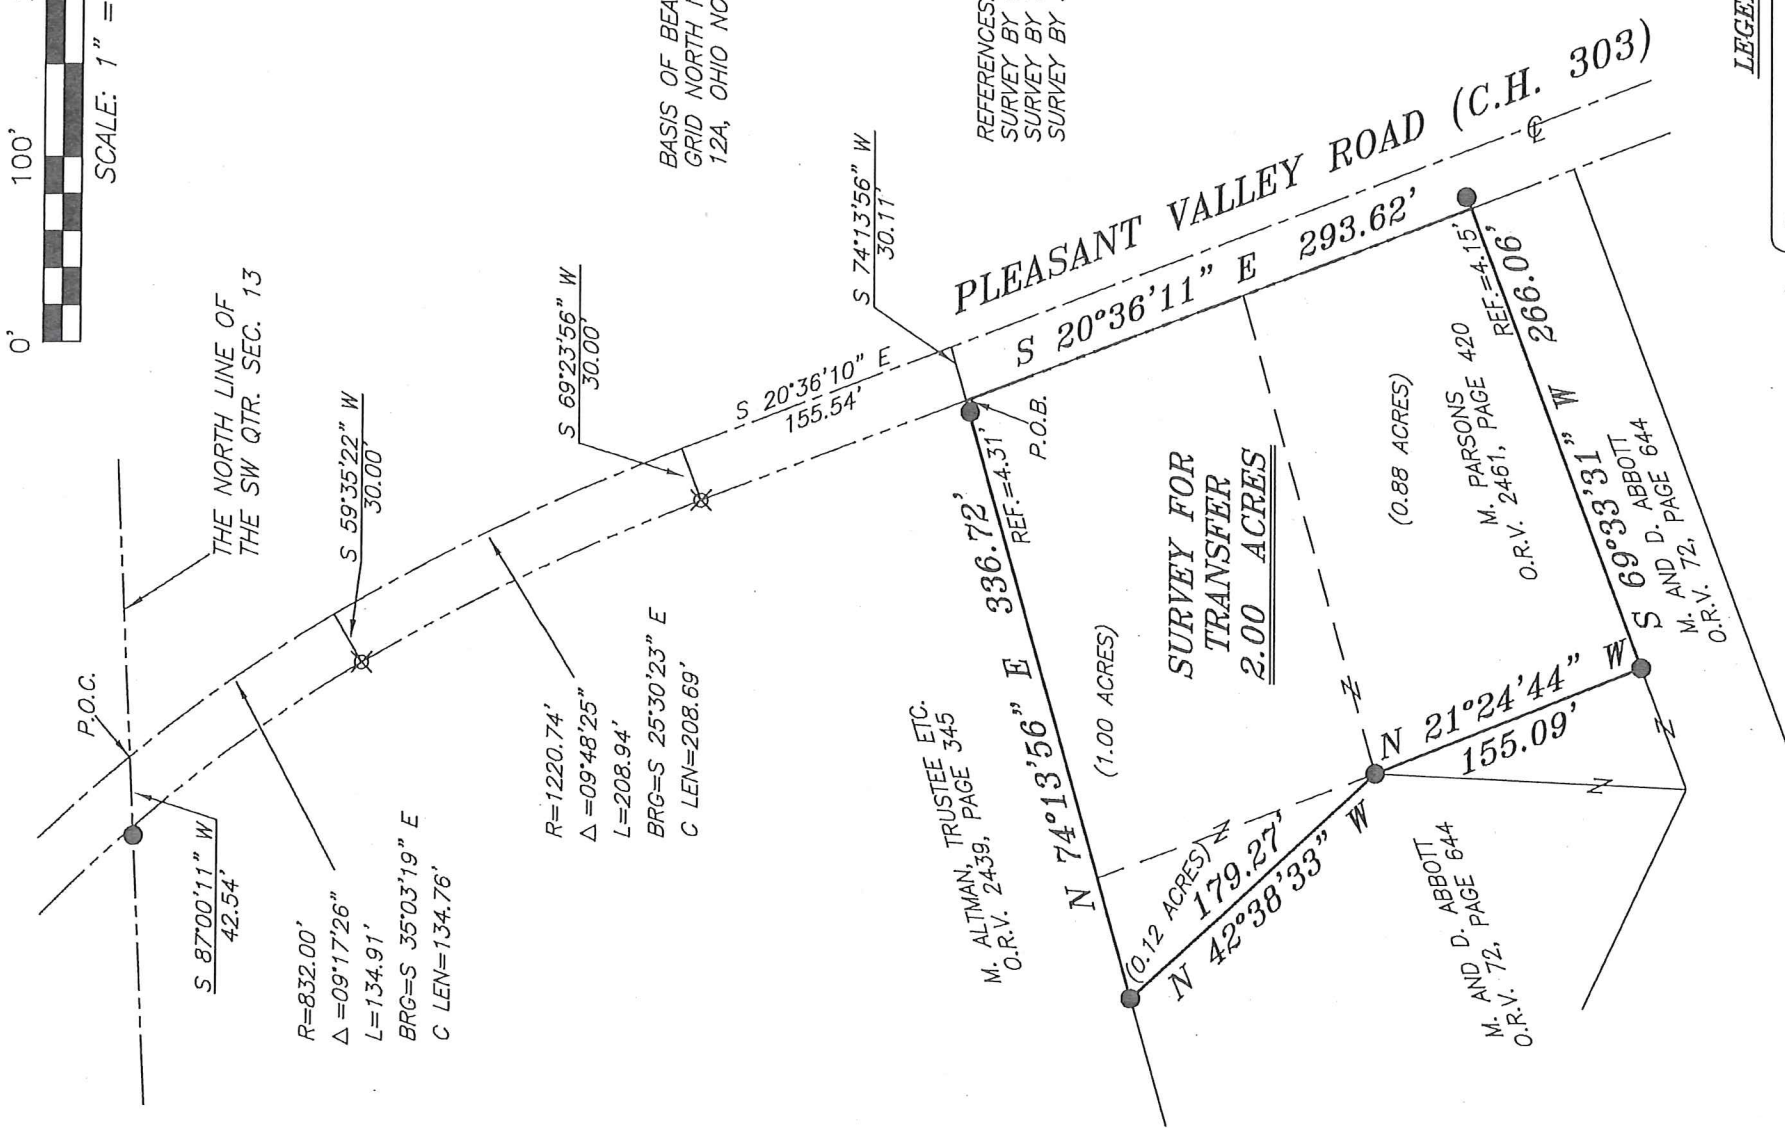 0' 100'
SCALE: 1" =
BASIS OF BEA
GRID NORTH
12A, OHIO NO
REFERENCES
SURVEY BY
SURVEY BY
SURVEY BY
LEGE
THE NORTH LINE OF
THE SW QTR. SEC. 13
P.O.C.
S 87°00'11" W
42.54'
S 59°35'22" W
30.00'
S 69°23'56" W
30.00'
S 74°13'56" W
30.11'
R=832.00'
Δ=09°17'26"
L=134.91'
BRG=S 35°03'19" E
C LEN=134.76'
R=1220.74'
Δ=09°48'25"
L=208.94'
BRG=S 25°30'23" E
C LEN=208.69'
S 20°36'10" E
155.54'
PLEASANT VALLEY ROAD (C.H. 303)
℄
S 20°36'11" E 293.62'
P.O.B.
REF.=4.31'
N 74°13'56" E 336.72'
M. ALTMAN, TRUSTEE ETC.
O.R.V. 2439, PAGE 345
(1.00 ACRES)
SURVEY FOR
TRANSFER
2.00 ACRES
(0.88 ACRES)
M. PARSONS
O.R.V. 2461, PAGE 420
REF.=4.15'
S 69°33'31" W 266.06'
M. AND D. ABBOTT
O.R.V. 72, PAGE 644
N 21°24'44" W
155.09'
(0.12 ACRES)
179.27'
N 42°38'33" W
M. AND D. ABBOTT
O.R.V. 72, PAGE 644
Z
Z
Z
Z